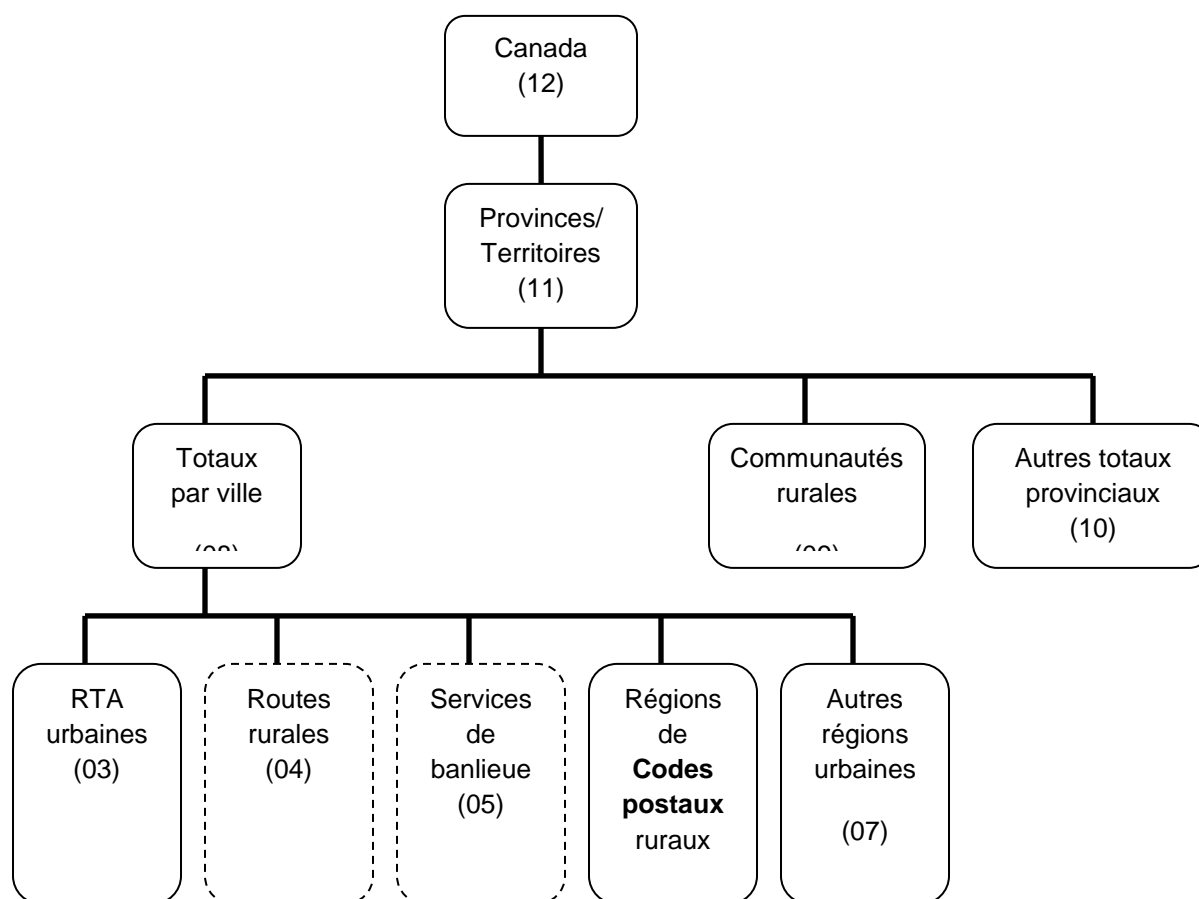 Canada
(12)
Provinces/
Territoires
(11)
Totaux
par ville
Communautés
rurales
Autres totaux
provinciaux
(10)
RTA
urbaines
(03)
Routes
rurales
(04)
Services
de
banlieue
(05)
Régions
de
Codes
postaux
ruraux
Autres
régions
urbaines
(07)